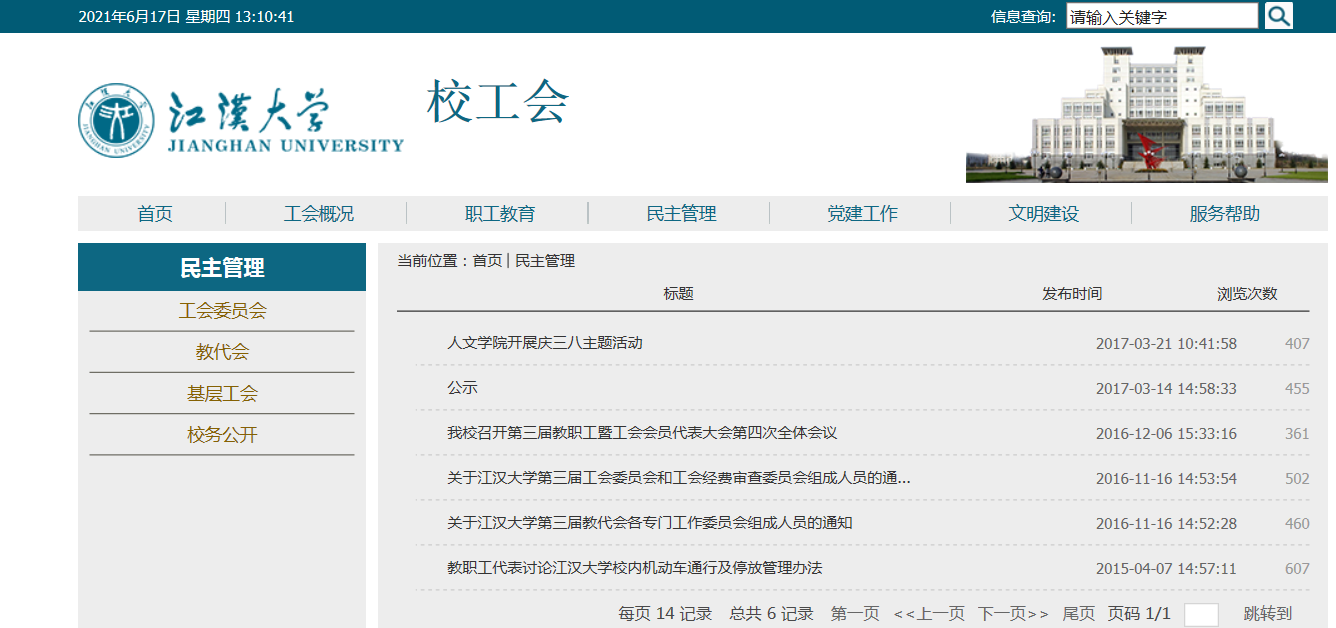 2021年6月17日 星期四 13:10:41 信息查询: 请输入关键字
江漢大学
JIANGHAN UNIVERSITY
校工会
首页 工会概况 职工教育 民主管理 党建工作 文明建设 服务帮助
民主管理
工会委员会
教代会
基层工会
校务公开
当前位置：首页 | 民主管理
标题 发布时间 浏览次数
人文学院开展庆三八主题活动 2017-03-21 10:41:58 407
公示 2017-03-14 14:58:33 455
我校召开第三届教职工暨工会会员代表大会第四次全体会议 2016-12-06 15:33:16 361
关于江汉大学第三届工会委员会和工会经费审查委员会组成人员的通... 2016-11-16 14:53:54 502
关于江汉大学第三届教代会各专门工作委员会组成人员的通知 2016-11-16 14:52:28 460
教职工代表讨论江汉大学校内机动车通行及停放管理办法 2015-04-07 14:57:11 607
每页 14 记录 总共 6 记录 第一页 <<上一页 下一页>> 尾页 页码 1/1 跳转到